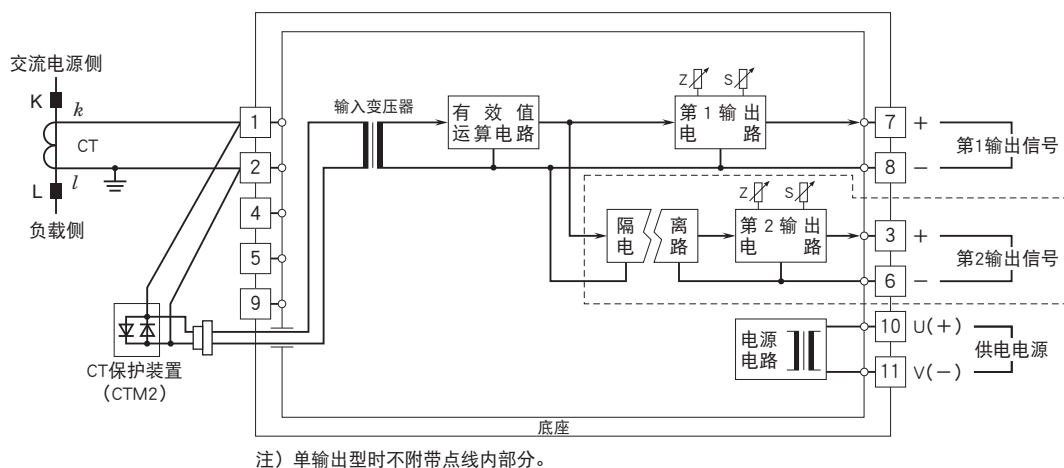 交流电源侧
K
k
CT
L
l
负载侧
1
2
4
5
9
CT保护装置
（CTM2）
输入变压器
有效值
运算电路
Z
S
第1输出
电路
7
+
8
−
第1输出信号
隔离
电路
Z
S
第2输出
电路
3
+
6
−
第2输出信号
电源
电路
10
U(+)
11
V(−)
供电电源
底座
注）单输出型时不附带点线内部分。